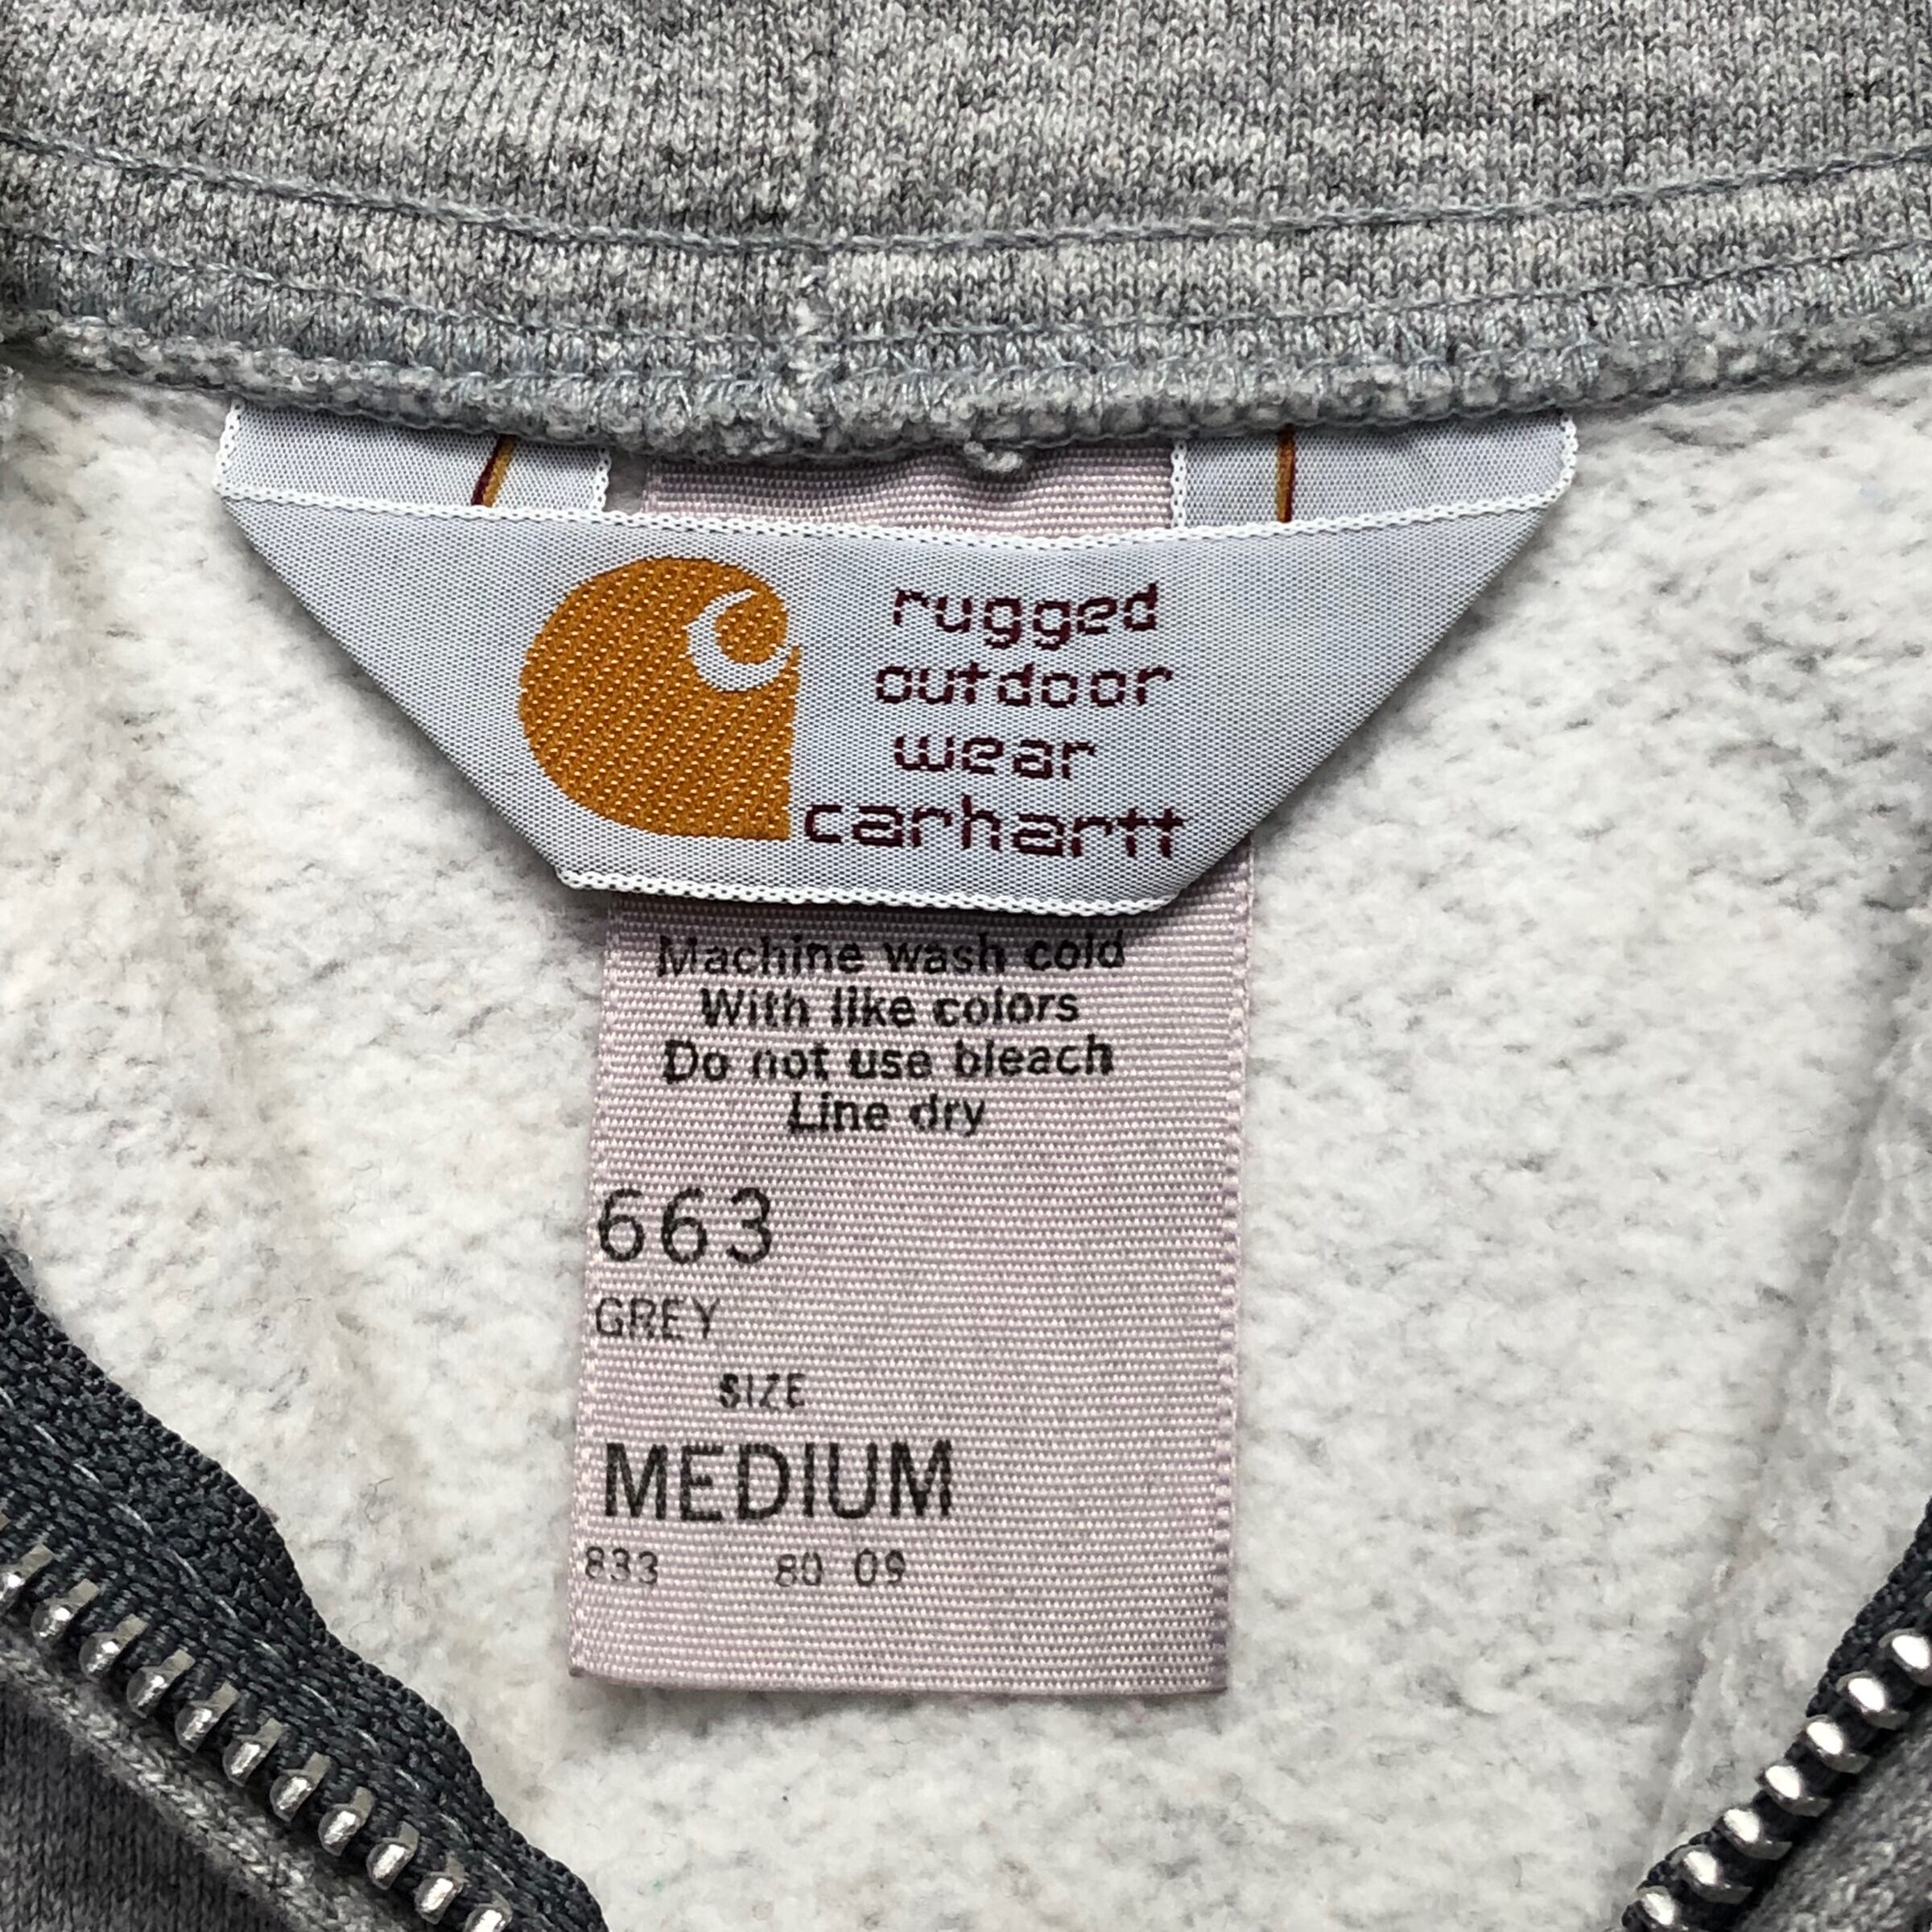 rugged
outdoor
wear
carhartt
Machine wash cold
With like colors
Do not use bleach
Line dry
663
GREY
SIZE
MEDIUM
833 80 09